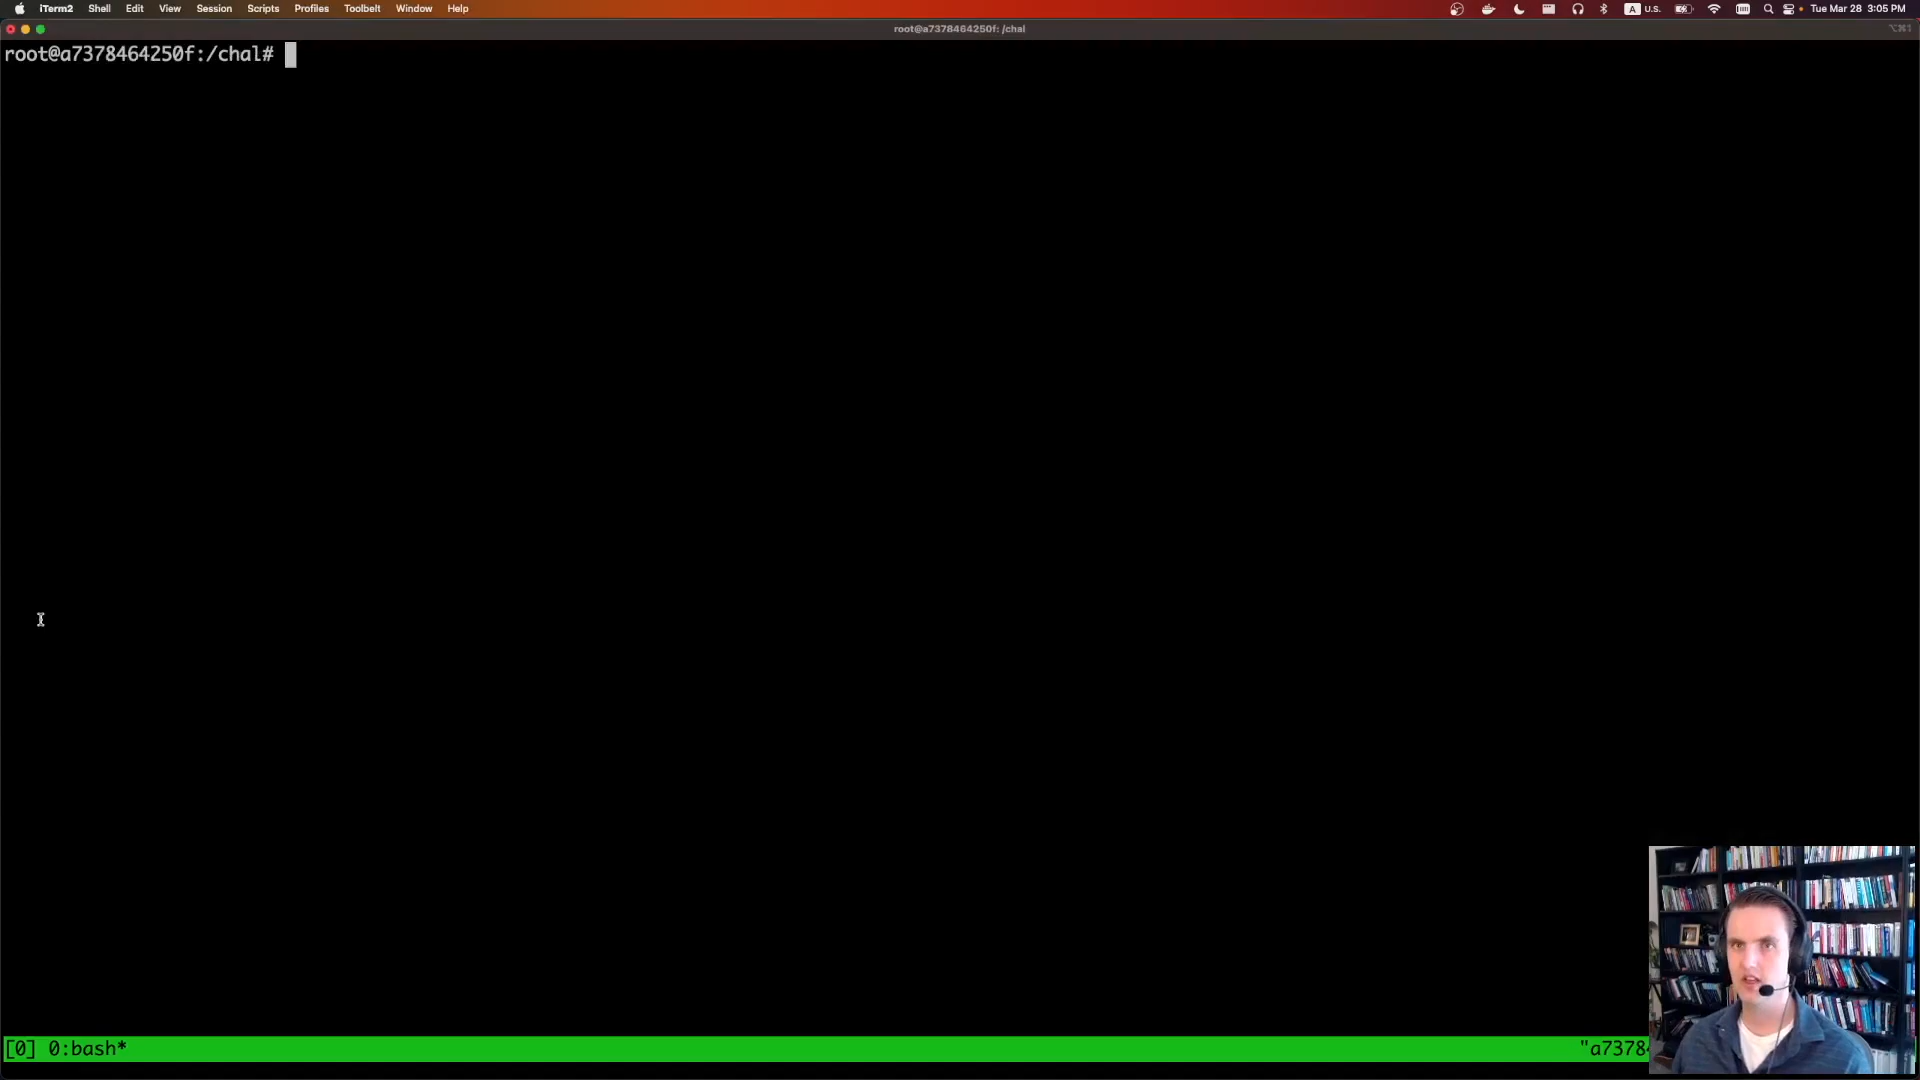 iTerm2 Shell Edit View Session Scripts Profiles Toolbelt Window Help A U.S. Tue Mar 28 3:05 PM
root@a7378464250f: /chal ⌥⌘1
root@a7378464250f:/chal#
[0] 0:bash* "a7378